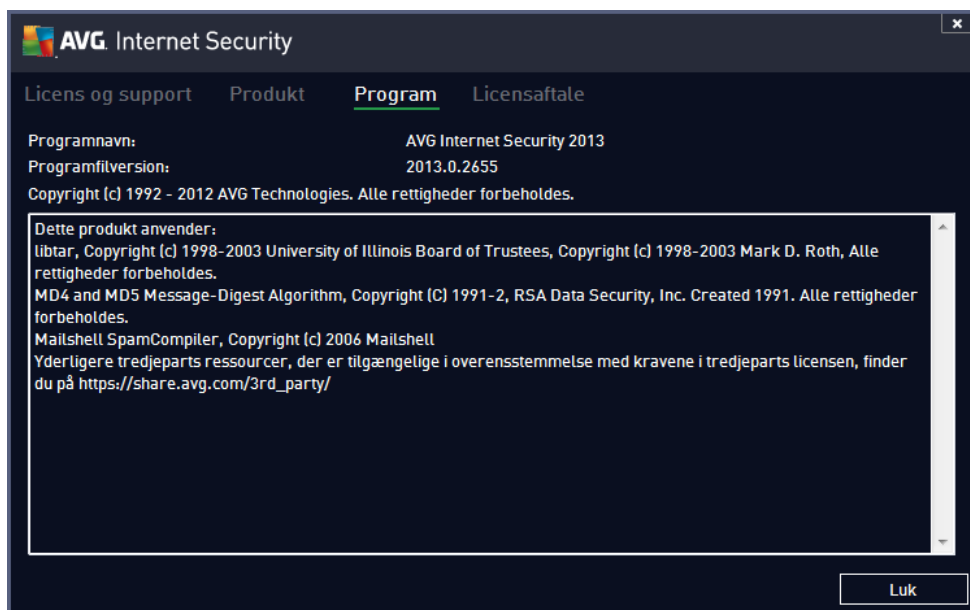 AVG. Internet Security
Licens og support Produkt Program Licensaftale
Programnavn: AVG Internet Security 2013
Programfilversion: 2013.0.2655
Copyright (c) 1992 - 2012 AVG Technologies. Alle rettigheder forbeholdes.
Dette produkt anvender:
libtar, Copyright (c) 1998-2003 University of Illinois Board of Trustees, Copyright (c) 1998-2003 Mark D. Roth, Alle
rettigheder forbeholdes.
MD4 and MD5 Message-Digest Algorithm, Copyright (C) 1991-2, RSA Data Security, Inc. Created 1991. Alle rettigheder
forbeholdes.
Mailshell SpamCompiler, Copyright (c) 2006 Mailshell
Yderligere tredjeparts ressourcer, der er tilgængelige i overensstemmelse med kravene i tredjeparts licensen, finder
du på https://share.avg.com/3rd_party/
Luk